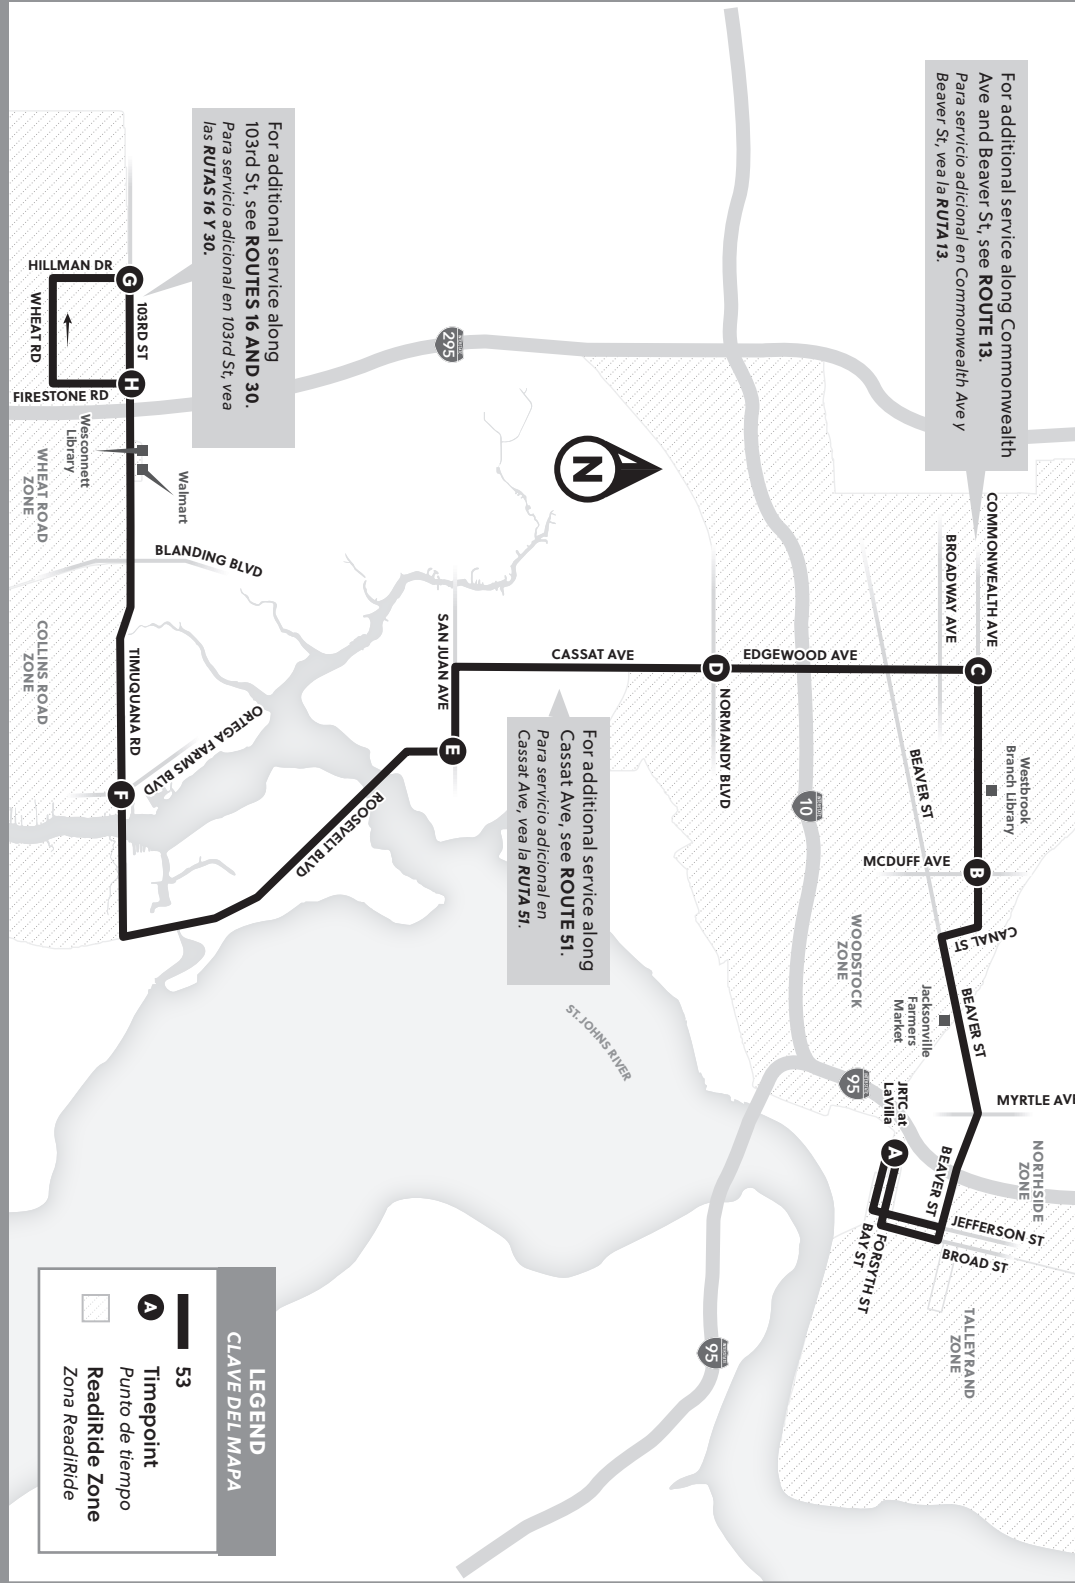 For additional service along Commonwealth
Ave and Beaver St, see ROUTE 13.
Para servicio adicional en Commonwealth Ave y
Beaver St, vea la RUTA 13.
COMMONWEALTH AVE
BROADWAY AVE
C
Westbrook
Branch Library
BEAVER ST
MCDUFF AVE
B
CANAL ST
WOODSTOCK
ZONE
BEAVER ST
Jacksonville
Farmers
Market
MYRTLE AVE
JRTC at
LaVilla
A
95
NORTHSIDE
ZONE
BEAVER ST
JEFFERSON ST
BROAD ST
FORSYTH ST
BAY ST
TALLEYRAND
ZONE
10
EDGEWOOD AVE
D
NORMANDY BLVD
CASSAT AVE
95
For additional service along
Cassat Ave, see ROUTE 51.
Para servicio adicional en
Cassat Ave, vea la RUTA 51.
ST. JOHNS RIVER
N
295
SAN JUAN AVE
E
ROOSEVELT BLVD
For additional service along
103rd St, see ROUTES 16 AND 30.
Para servicio adicional en 103rd St, vea
las RUTAS 16 Y 30.
BLANDING BLVD
Walmart
Wesconnett
Library
HILLMAN DR
G
103RD ST
H
WHEAT RD
FIRESTONE RD
WHEAT ROAD
ZONE
COLLINS ROAD
ZONE
TIMUQUANA RD
ORTEGA FARMS BLVD
F
LEGEND
CLAVE DEL MAPA
53
A
Timepoint
Punto de tiempo
ReadiRide Zone
Zona ReadiRide